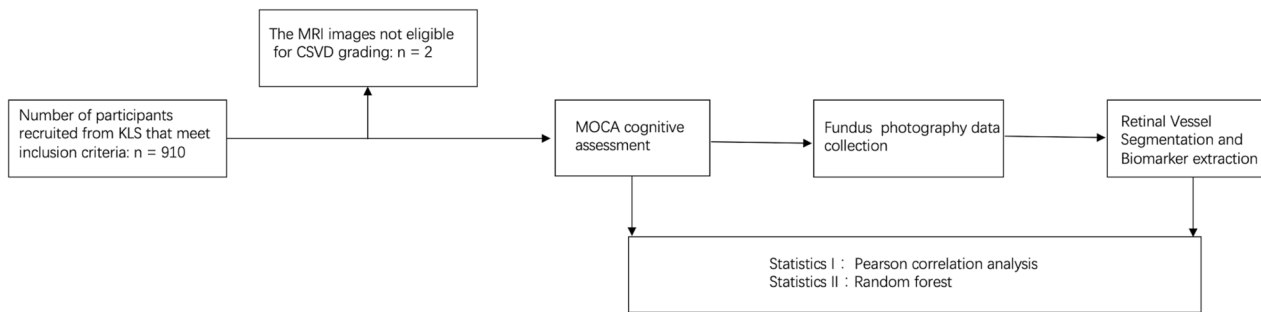 The MRI images not eligible
for CSVD grading: n = 2
Number of participants
recruited from KLS that meet
inclusion criteria: n = 910
MOCA cognitive
assessment
Fundus photography data
collection
Retinal Vessel
Segmentation and
Biomarker extraction
Statistics I： Pearson correlation analysis
Statistics II：Random forest